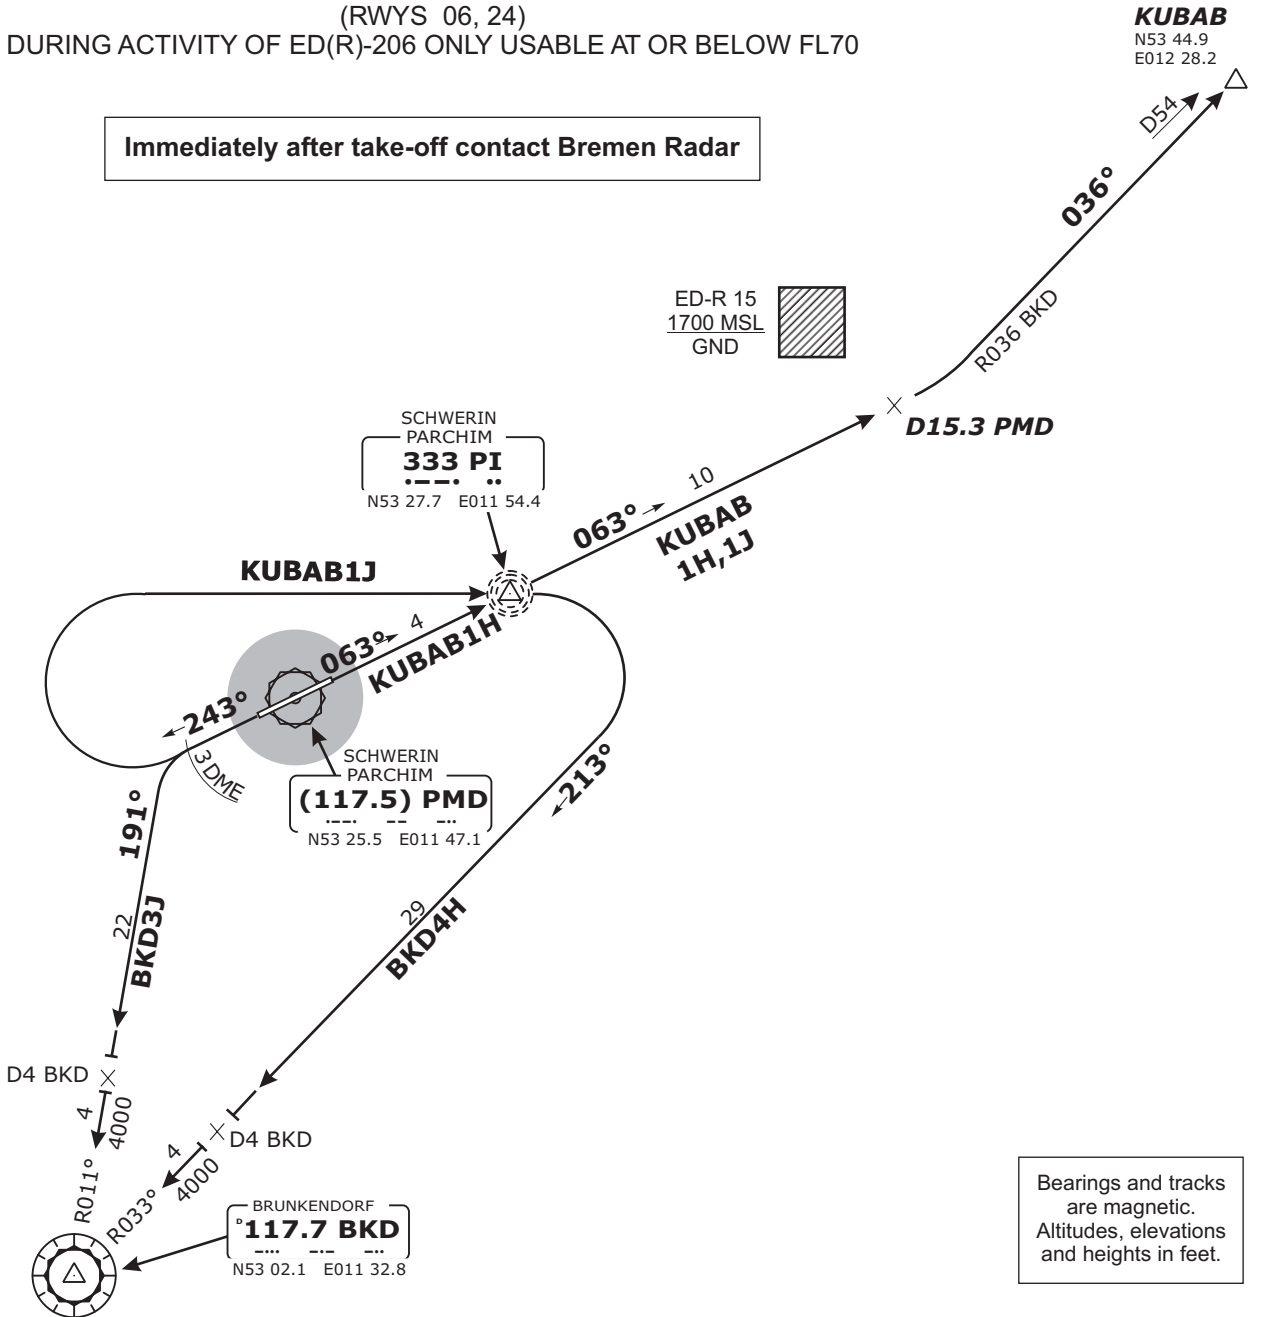 (RWYS 06, 24)
DURING ACTIVITY OF ED(R)-206 ONLY USABLE AT OR BELOW FL70
KUBAB
N53 44.9
E012 28.2
Immediately after take-off contact Bremen Radar
D54
036°
R036 BKD
ED-R 15
1700 MSL
GND
D15.3 PMD
SCHWERIN
PARCHIM
333 PI
N53 27.7 E011 54.4
063°
10
KUBAB
1H,1J
KUBAB1J
063°
4
KUBAB1H
243°
3 DME
SCHWERIN
PARCHIM
(117.5) PMD
N53 25.5 E011 47.1
213°
191°
22
BKD3J
29
BKD4H
D4 BKD
4
4000
R011°
D4 BKD
4
4000
R033°
BRUNKENDORF
D 117.7 BKD
N53 02.1 E011 32.8
Bearings and tracks
are magnetic.
Altitudes, elevations
and heights in feet.